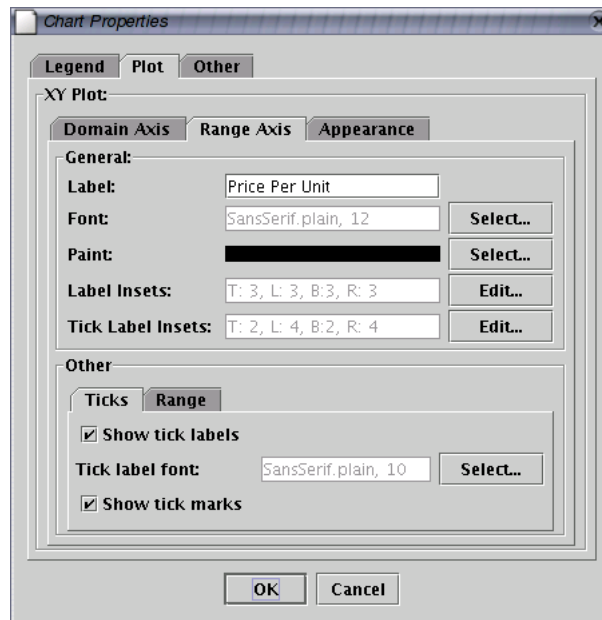 Chart Properties
Legend Plot Other
XY Plot:
Domain Axis Range Axis Appearance
General:
Label: Price Per Unit
Font: SansSerif.plain, 12 Select...
Paint: Select...
Label Insets: T: 3, L: 3, B:3, R: 3 Edit...
Tick Label Insets: T: 2, L: 4, B:2, R: 4 Edit...
Other
Ticks Range
Show tick labels
Tick label font: SansSerif.plain, 10 Select...
Show tick marks
OK Cancel